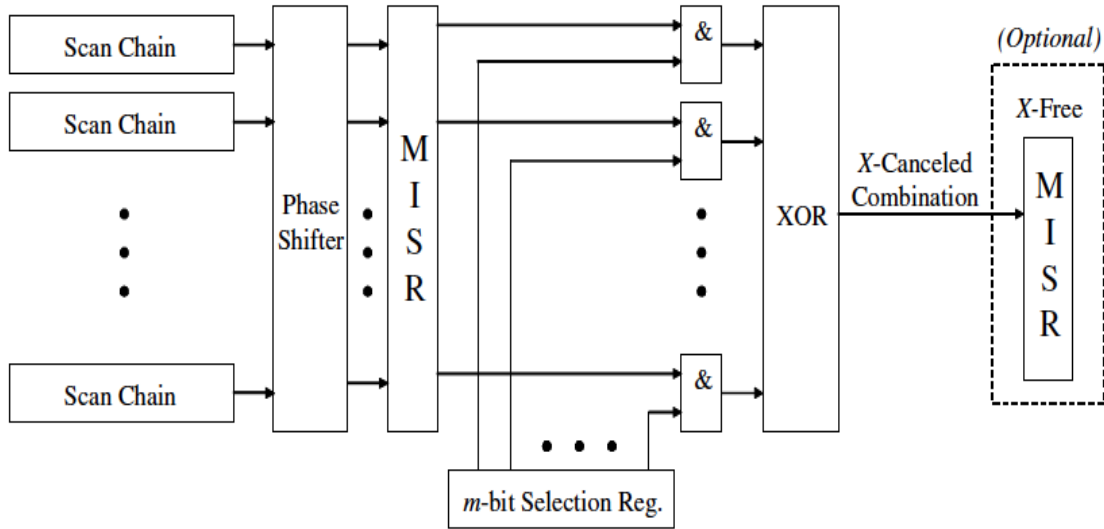 Scan Chain
Scan Chain
Scan Chain
Phase
Shifter
M
I
S
R
&
&
&
m-bit Selection Reg.
XOR
X-Canceled
Combination
(Optional)
X-Free
M
I
S
R